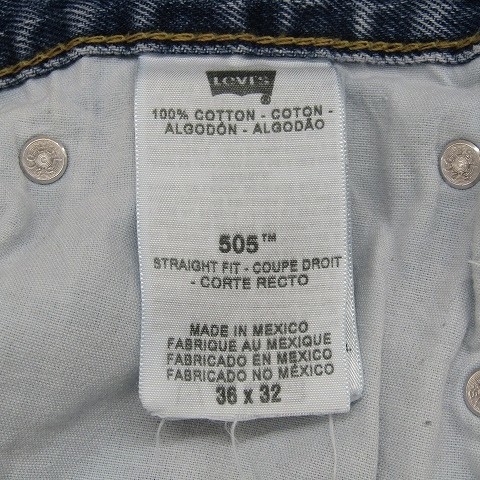 Levi's ®
100% COTTON - COTON -
ALGODÓN - ALGODÃO
505™
STRAIGHT FIT - COUPE DROIT
- CORTE RECTO
MADE IN MEXICO
FABRIQUE AU MEXIQUE
FABRICADO EN MEXICO
FABRICADO NO MÉXICO
36 x 32